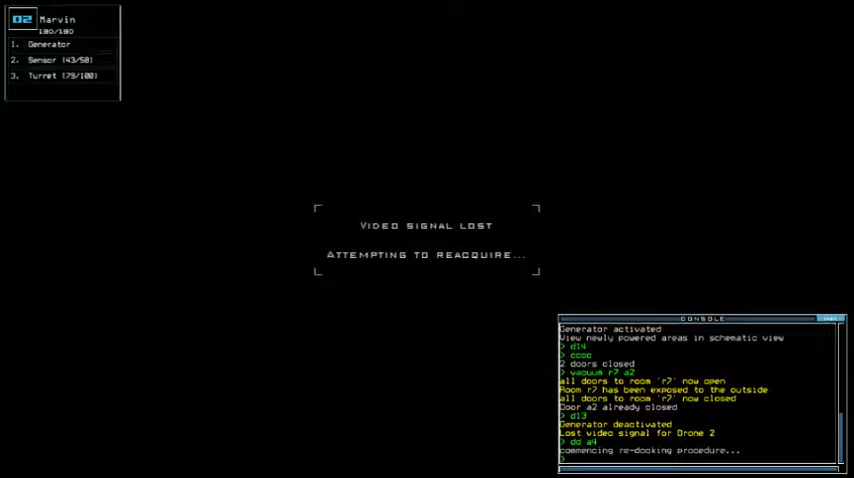 02 Marvin
190/190
1. Generator
2. Sensor (43/50)
3. Turret (79/100)
VIDEO SIGNAL LOST
ATTEMPTING TO REACQUIRE...
CONSOLE
Generator activated
View newly powered areas in schematic view
> d14
> cccc
2 doors closed
> vacuum r7 a2
all doors to room 'r7' now open
Room r7 has been exposed to the outside
all doors to room 'r7' now closed
Door a2 already closed
> d13
Generator deactivated
Lost video signal for Drone 2
> dd a4
commencing re-docking procedure...
>